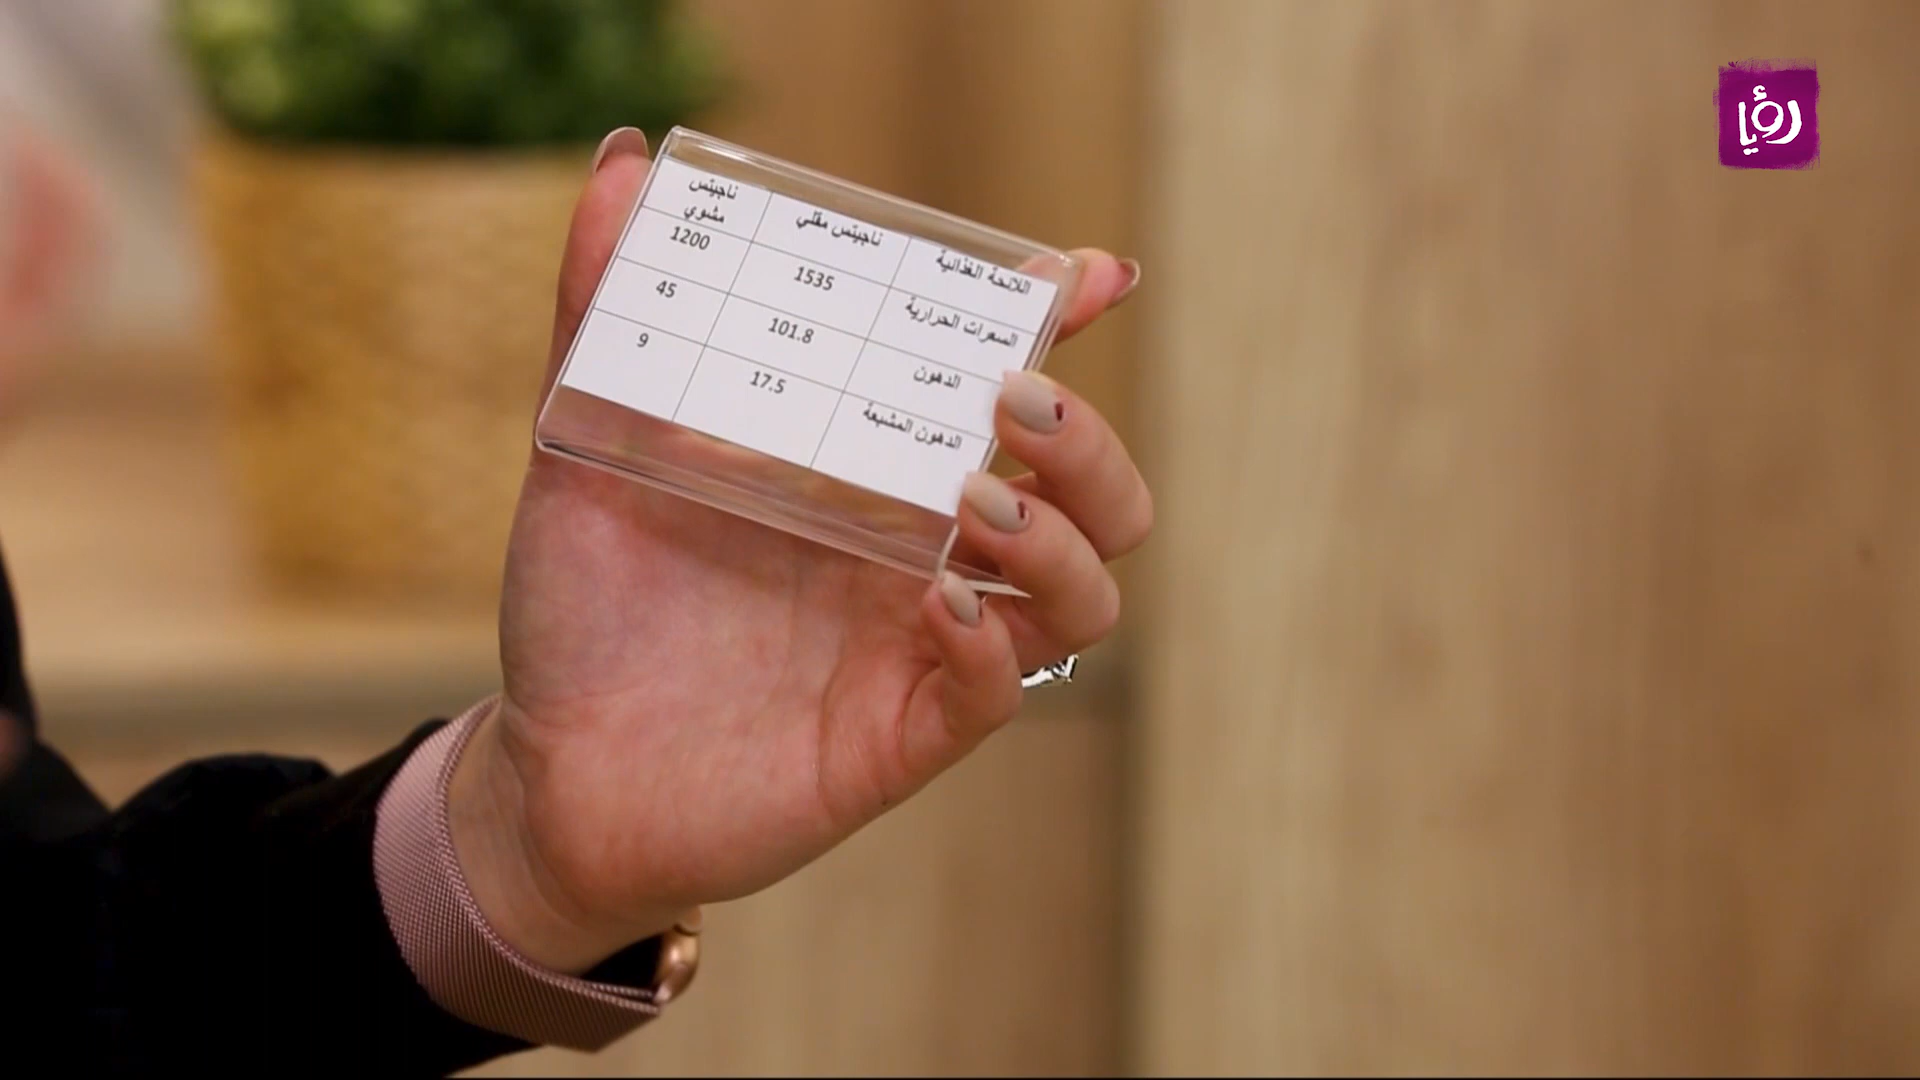 رؤيا
اللائحة الغذائية ناجيتس مقلي ناجيتس مشوي
السعرات الحرارية 1535 1200
الدهون 101.8 45
الدهون المشبعة 17.5 9